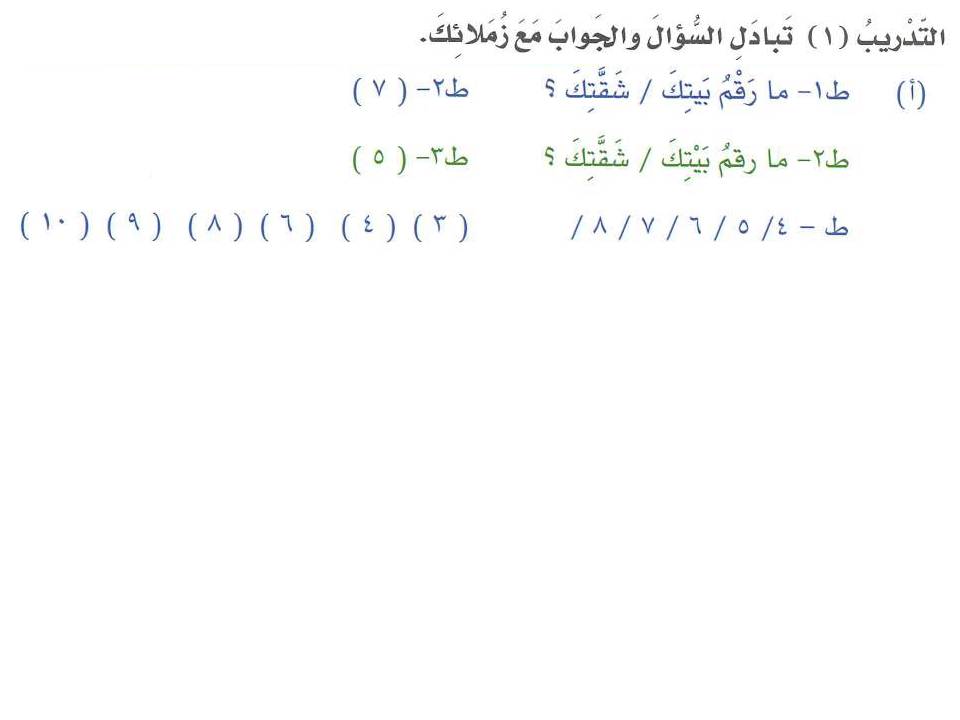 التّدْريبُ (١) تَبادَلِ السُّؤالَ والجَوابَ مَعَ زُمَلائِكَ.
(أ) ط١- ما رَقْمُ بَيتِكَ / شَقَّتِكَ ؟ ط٢- ( ٧ )
ط٢- ما رقمُ بَيْتِكَ / شَقَّتِكَ ؟ ط٣- ( ٥ )
ط – ٤/ ٥ / ٦ / ٧ / ٨ / ( ٣ ) ( ٤ ) ( ٦ ) ( ٨ ) ( ٩ ) ( ١٠ )